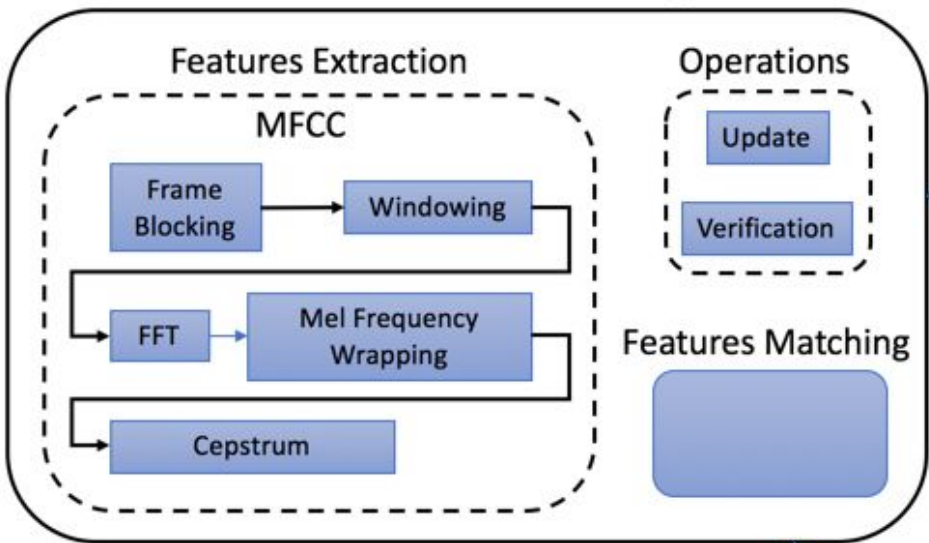 Features Extraction
MFCC
Frame
Blocking
Windowing
FFT
Mel Frequency
Wrapping
Cepstrum
Operations
Update
Verification
Features Matching